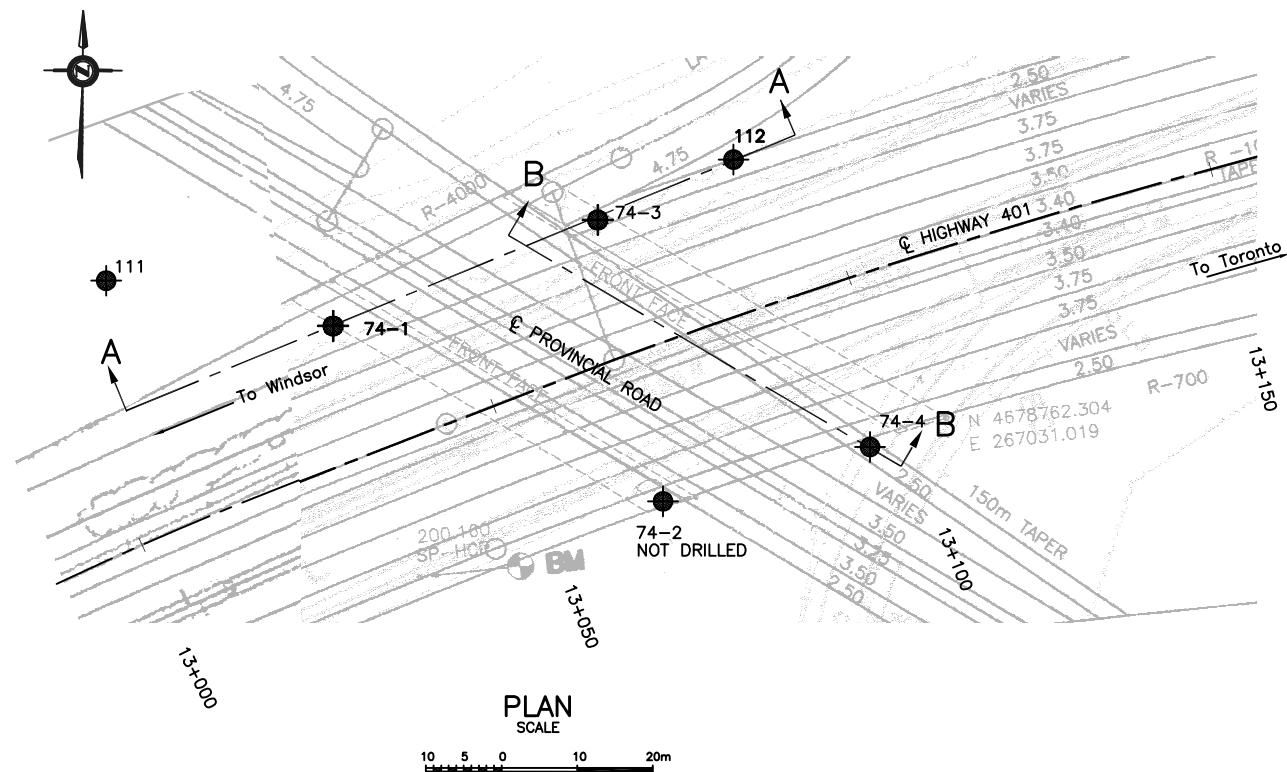 Z
4.75
LA
A
2.50
VARIES
3.75
3.75
3.50
3.40
3.40
3.50
3.75
3.75
VARIES
2.50
112
4.75
B
R-4000
74-3
℄ HIGHWAY 401
To Toronto
111
FRONT FACE
74-1
℄ PROVINCIAL ROAD
FRONT FACE
A
To Windsor
R-700
13+150
74-4
B
N 4678762.304
E 267031.019
2.50
VARIES
3.50
3.25
3.50
2.50
150m TAPER
13+100
74-2
NOT DRILLED
200.160
BM
13+050
13+000
PLAN
SCALE
10 5 0 10 20m